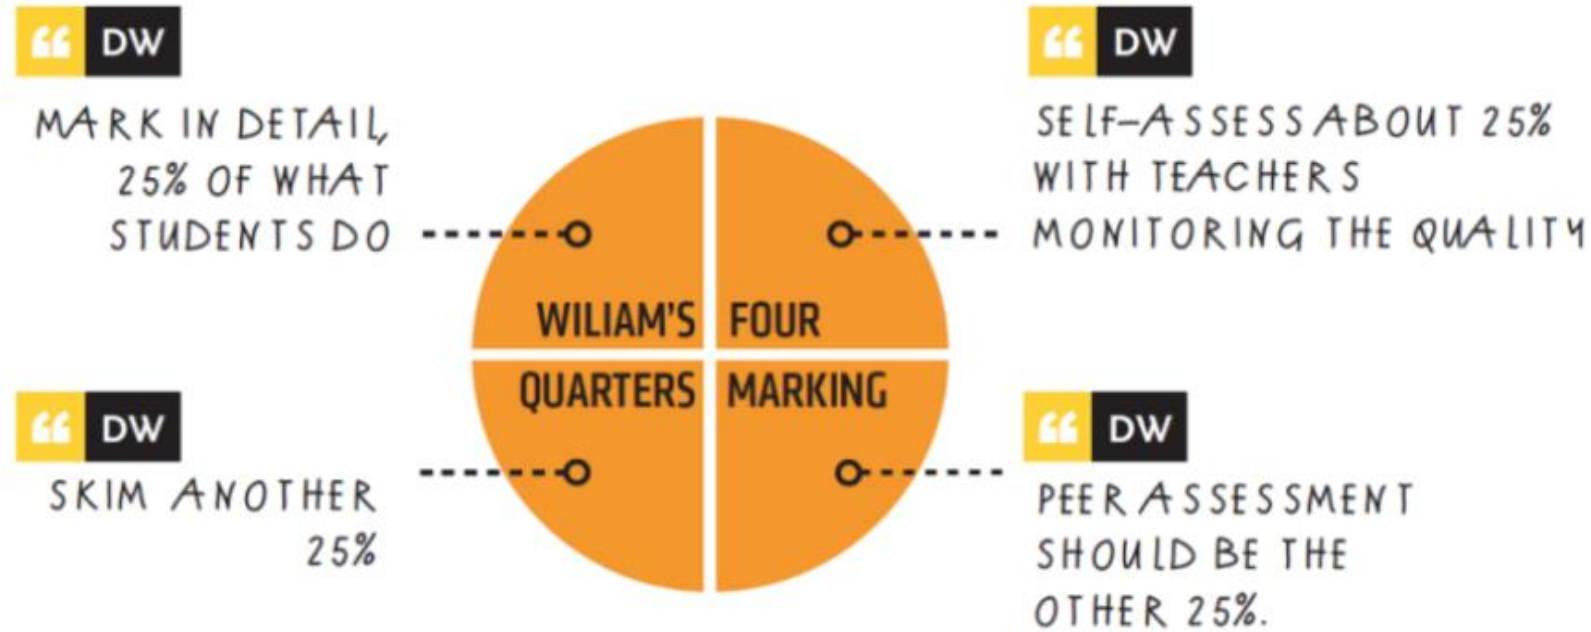 DW
MARK IN DETAIL,
25% OF WHAT
STUDENTS DO
DW
SELF-ASSESS ABOUT 25%
WITH TEACHERS
MONITORING THE QUALITY
WILIAM'S FOUR
QUARTERS MARKING
DW
SKIM ANOTHER
25%
DW
PEER ASSESSMENT
SHOULD BE THE
OTHER 25%.